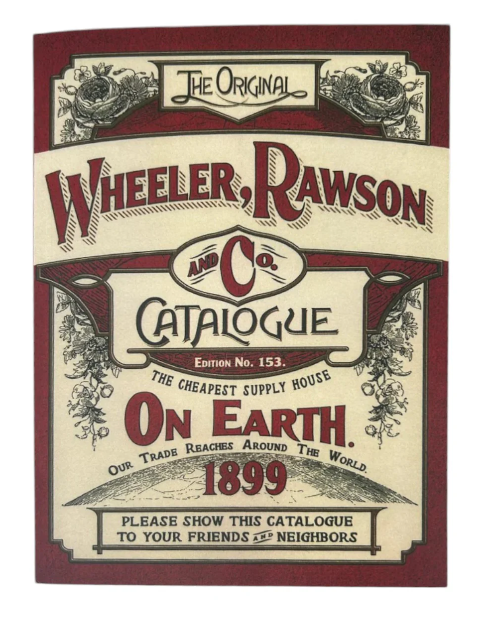 The Original
Wheeler, Rawson
and Co.
Catalogue
Edition No. 153.
The Cheapest Supply House
On Earth.
Our Trade Reaches Around The World.
1899
PLEASE SHOW THIS CATALOGUE
TO YOUR FRIENDS AND NEIGHBORS